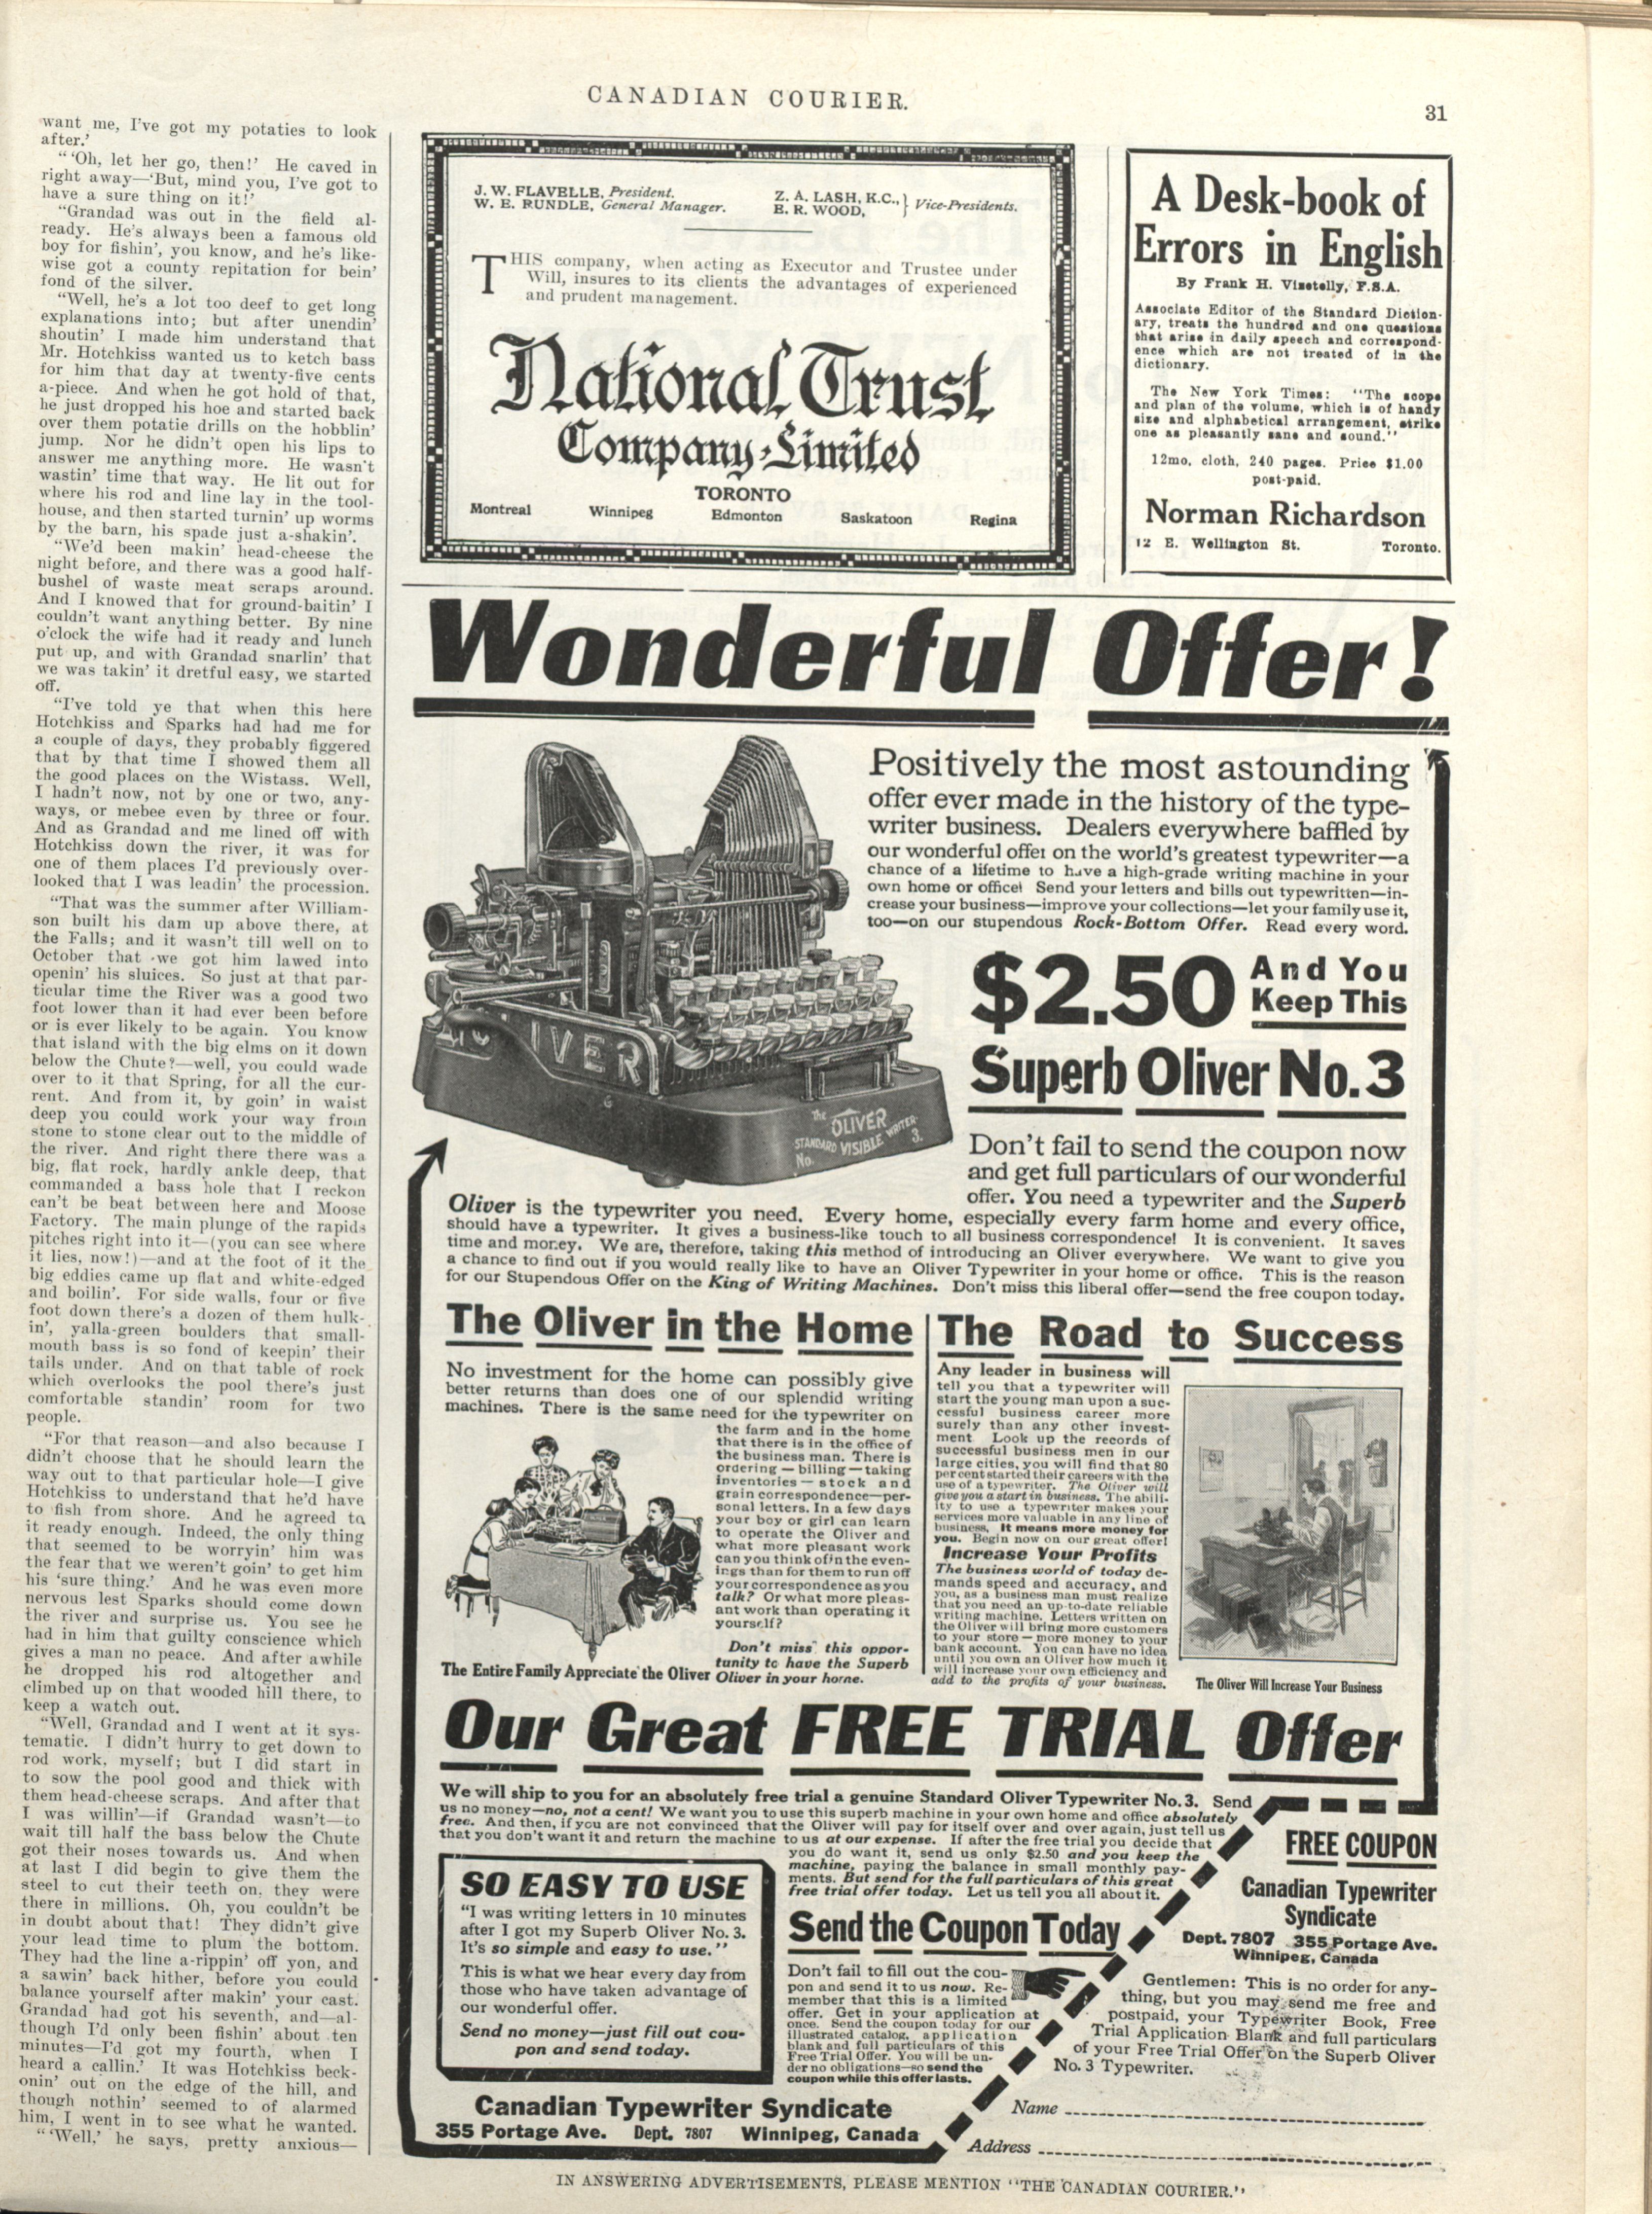 CANADIAN COURIER.
31
want me, I've got my potaties to look
after.'
"'Oh, let her go, then!' He caved in
right away—'But, mind you, I've got to
have a sure thing on it!'
"Grandad was out in the field al-
ready. He's always been a famous old
boy for fishin', you know, and he's like-
wise got a county repitation for bein'
fond of the silver.
"Well, he's a lot too deef to get long
explanations into; but after unendin'
shoutin' I made him understand that
Mr. Hotchkiss wanted us to ketch bass
for him that day at twenty-five cents
a-piece. And when he got hold of that,
he just dropped his hoe and started back
over them potatie drills on the hobblin'
jump. Nor he didn't open his lips to
answer me anything more. He wasn't
wastin' time that way. He lit out for
where his rod and line lay in the tool-
house, and then started turnin' up worms
by the barn, his spade just a-shakin'.
"We'd been makin' head-cheese the
night before, and there was a good half-
bushel of waste meat scraps around.
And I knowed that for ground-baitin' I
couldn't want anything better. By nine
o'clock the wife had it ready and lunch
put up, and with Grandad snarlin' that
we was takin' it dretful easy, we started
off.
"I've told ye that when this here
Hotchkiss and Sparks had had me for
a couple of days, they probably figgered
that by that time I showed them all
the good places on the Wistass. Well,
I hadn't now, not by one or two, any-
ways, or mebee even by three or four.
And as Grandad and me lined off with
Hotchkiss down the river, it was for
one of them places I'd previously over-
looked that I was leadin' the procession.
"That was the summer after William-
son built his dam up above there, at
the Falls; and it wasn't till well on to
October that we got him lawed into
openin' his sluices. So just at that par-
ticular time the River was a good two
foot lower than it had ever been before
or is ever likely to be again. You know
that island with the big elms on it down
below the Chute?—well, you could wade
over to it that Spring, for all the cur-
rent. And from it, by goin' in waist
deep you could work your way from
stone to stone clear out to the middle of
the river. And right there there was a
big, flat rock, hardly ankle deep, that
commanded a bass hole that I reckon
can't be beat between here and Moose
Factory. The main plunge of the rapids
pitches right into it—(you can see where
it lies, now!)—and at the foot of it the
big eddies came up flat and white-edged
and boilin'. For side walls, four or five
foot down there's a dozen of them hulk-
in', yalla-green boulders that small-
mouth bass is so fond of keepin' their
tails under. And on that table of rock
which overlooks the pool there's just
comfortable standin' room for two
people.
"For that reason—and also because I
didn't choose that he should learn the
way out to that particular hole—I give
Hotchkiss to understand that he'd have
to fish from shore. And he agreed to
it ready enough. Indeed, the only thing
that seemed to be worryin' him was
the fear that we weren't goin' to get him
his 'sure thing.' And he was even more
nervous lest Sparks should come down
the river and surprise us. You see he
had in him that guilty conscience which
gives a man no peace. And after awhile
he dropped his rod altogether and
climbed up on that wooded hill there, to
keep a watch out.
"Well, Grandad and I went at it sys-
tematic. I didn't hurry to get down to
rod work, myself; but I did start in
to sow the pool good and thick with
them head-cheese scraps. And after that
I was willin'—if Grandad wasn't—to
wait till half the bass below the Chute
got their noses towards us. And when
at last I did begin to give them the
steel to cut their teeth on, they were
there in millions. Oh, you couldn't be
in doubt about that! They didn't give
your lead time to plum the bottom.
They had the line a-rippin' off yon, and
a sawin' back hither, before you could
balance yourself after makin' your cast.
Grandad had got his seventh, and—al-
though I'd only been fishin' about ten
minutes—I'd got my fourth, when I
heard a callin.' It was Hotchkiss beck-
onin' out on the edge of the hill, and
though nothin' seemed to of alarmed
him, I went in to see what he wanted.
"'Well,' he says, pretty anxious—
J. W. FLAVELLE, President.
W. E. RUNDLE, General Manager.
Z. A. LASH, K.C., } Vice-Presidents.
E. R. WOOD,
THIS company, when acting as Executor and Trustee under
Will, insures to its clients the advantages of experienced
and prudent management.
National Trust
Company, Limited
TORONTO
Montreal Winnipeg Edmonton Saskatoon Regina
A Desk-book of
Errors in English
By Frank H. Vizetelly, F.S.A.
Associate Editor of the Standard Diction-
ary, treats the hundred and one questions
that arise in daily speech and correspond-
ence which are not treated of in the
dictionary.
The New York Times: "The scope
and plan of the volume, which is of handy
size and alphabetical arrangement, strike
one as pleasantly sane and sound."
12mo, cloth, 240 pages. Price $1.00
post-paid.
Norman Richardson
12 E. Wellington St. Toronto.
Wonderful Offer!
Positively the most astounding
offer ever made in the history of the type-
writer business. Dealers everywhere baffled by
our wonderful offer on the world's greatest typewriter—a
chance of a lifetime to have a high-grade writing machine in your
own home or office! Send your letters and bills out typewritten—in-
crease your business—improve your collections—let your family use it,
too—on our stupendous Rock-Bottom Offer. Read every word.
OLIVER
The OLIVER
STANDARD VISIBLE WRITER
No. 3.
$2.50 And You
Keep This
Superb Oliver No. 3
Don't fail to send the coupon now
and get full particulars of our wonderful
offer. You need a typewriter and the Superb
Oliver is the typewriter you need. Every home, especially every farm home and every office,
should have a typewriter. It gives a business-like touch to all business correspondence! It is convenient. It saves
time and money. We are, therefore, taking this method of introducing an Oliver everywhere. We want to give you
a chance to find out if you would really like to have an Oliver Typewriter in your home or office. This is the reason
for our Stupendous Offer on the King of Writing Machines. Don't miss this liberal offer—send the free coupon today.
The Oliver in the Home
No investment for the home can possibly give
better returns than does one of our splendid writing
machines. There is the same need for the typewriter on
the farm and in the home
that there is in the office of
the business man. There is
ordering—billing—taking
inventories—stock and
grain correspondence—per-
sonal letters. In a few days
your boy or girl can learn
to operate the Oliver and
what more pleasant work
can you think of in the even-
ings than for them to run off
your correspondence as you
talk? Or what more pleas-
ant work than operating it
yourself?
Don't miss this oppor-
tunity to have the Superb
Oliver in your home.
The Entire Family Appreciate the Oliver
The Road to Success
Any leader in business will
tell you that a typewriter will
start the young man upon a suc-
cessful business career more
surely than any other invest-
ment. Look up the records of
successful business men in our
large cities, you will find that 80
per cent started their careers with the
use of a typewriter. The Oliver will
give you a start in business. The abili-
ty to use a typewriter makes your
services more valuable in any line of
business. It means more money for
you. Begin now on our great offer!
Increase Your Profits
The business world of today de-
mands speed and accuracy, and
you, as a business man must realize
that you need an up-to-date reliable
writing machine. Letters written on
the Oliver will bring more customers
to your store—more money to your
bank account. You can have no idea
until you own an Oliver how much it
will increase your own efficiency and
add to the profits of your business.
The Oliver Will Increase Your Business
Our Great FREE TRIAL Offer
We will ship to you for an absolutely free trial a genuine Standard Oliver Typewriter No. 3. Send
us no money—no, not a cent! We want you to use this superb machine in your own home and office absolutely
free. And then, if you are not convinced that the Oliver will pay for itself over and over again, just tell us
that you don't want it and return the machine to us at our expense. If after the free trial you decide that
you do want it, send us only $2.50 and you keep the
machine, paying the balance in small monthly pay-
ments. But send for the full particulars of this great
free trial offer today. Let us tell you all about it.
SO EASY TO USE
"I was writing letters in 10 minutes
after I got my Superb Oliver No. 3.
It's so simple and easy to use."
This is what we hear every day from
those who have taken advantage of
our wonderful offer.
Send no money—just fill out cou-
pon and send today.
Send the Coupon Today
Don't fail to fill out the cou-
pon and send it to us now. Re-
member that this is a limited
offer. Get in your application at
once. Send the coupon today for our
illustrated catalog, application
blank and full particulars of this
Free Trial Offer. You will be un-
der no obligations—so send the
coupon while this offer lasts.
Canadian Typewriter Syndicate
355 Portage Ave. Dept. 7807 Winnipeg, Canada
FREE COUPON
Canadian Typewriter
Syndicate
Dept. 7807 355 Portage Ave.
Winnipeg, Canada
Gentlemen: This is no order for any-
thing, but you may send me free and
postpaid, your Typewriter Book, Free
Trial Application Blank and full particulars
of your Free Trial Offer on the Superb Oliver
No. 3 Typewriter.
Name
Address
IN ANSWERING ADVERTISEMENTS, PLEASE MENTION "THE CANADIAN COURIER."